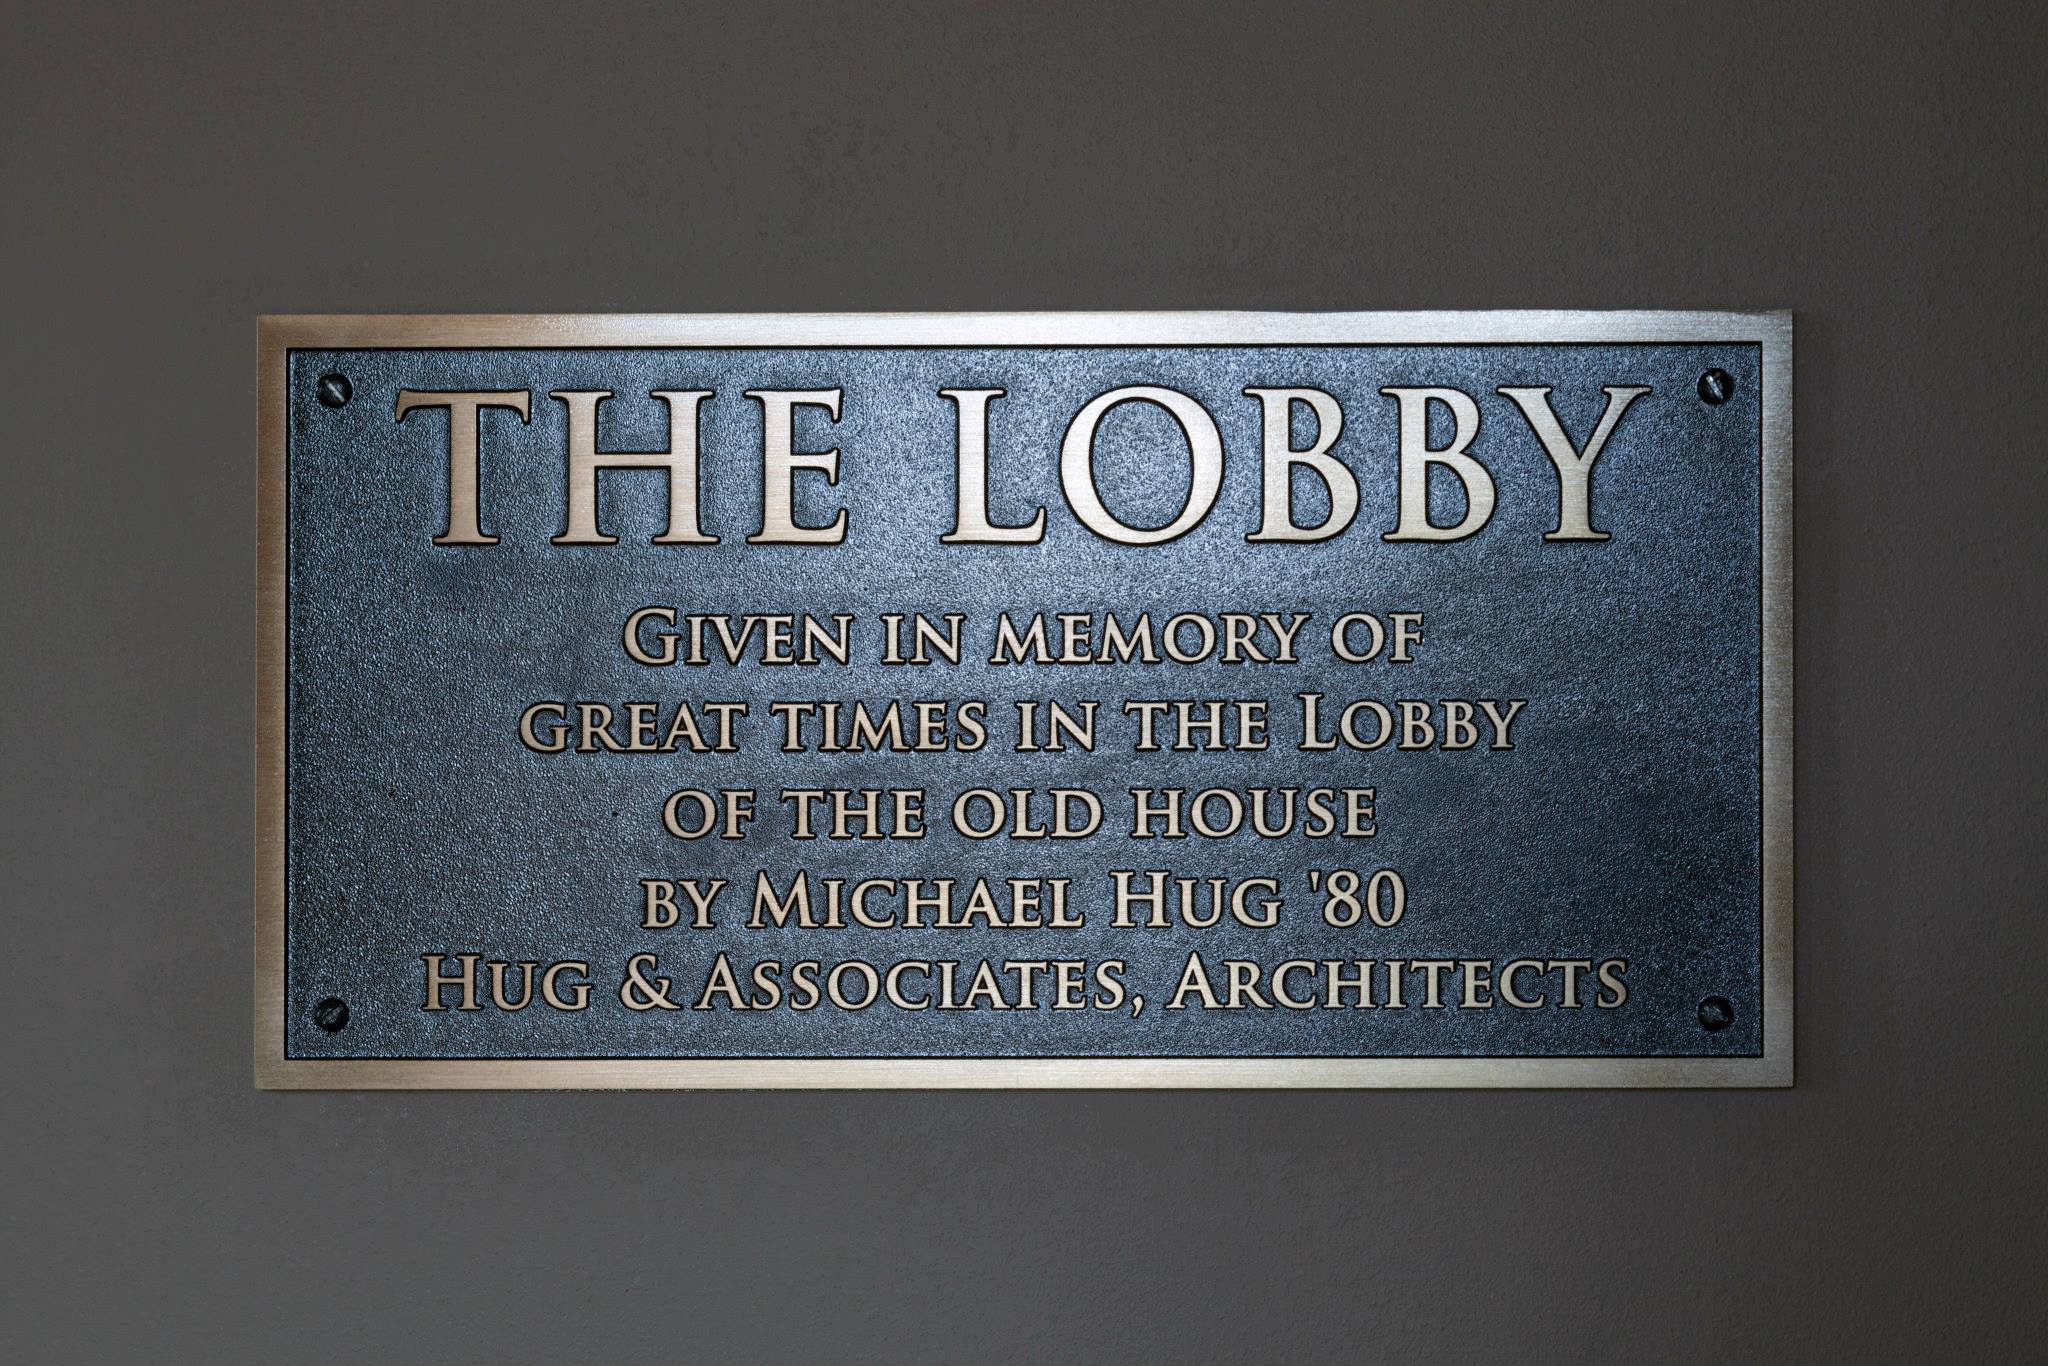 THE LOBBY
GIVEN IN MEMORY OF
GREAT TIMES IN THE LOBBY
OF THE OLD HOUSE
BY MICHAEL HUG '80
HUG & ASSOCIATES, ARCHITECTS